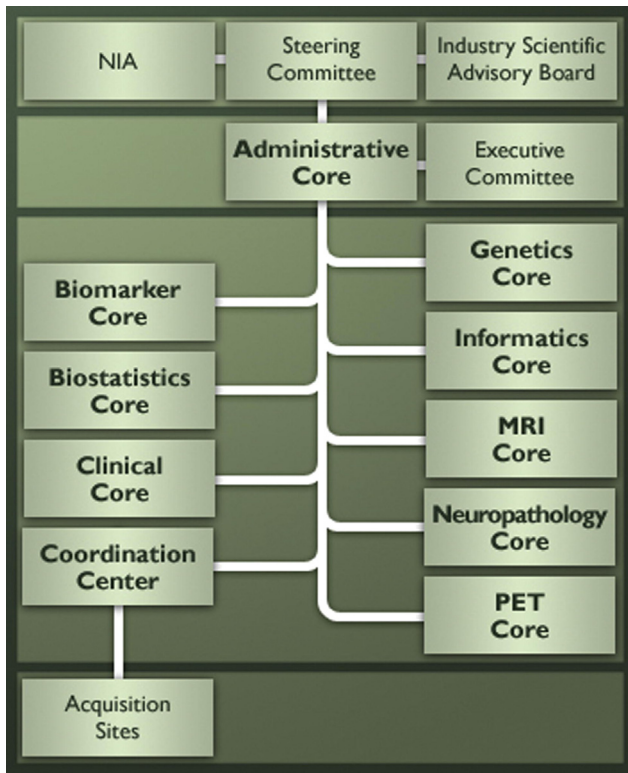 NIA
Steering
Committee
Industry Scientific
Advisory Board
Administrative
Core
Executive
Committee
Biomarker
Core
Biostatistics
Core
Clinical
Core
Coordination
Center
Genetics
Core
Informatics
Core
MRI
Core
Neuropathology
Core
PET
Core
Acquisition
Sites